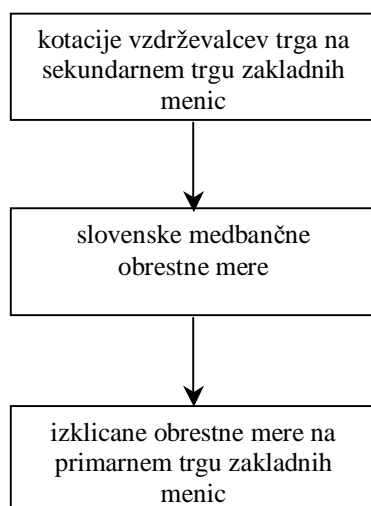 kotacije vzdrževalcev trga na
sekundarnem trgu zakladnih
menic
slovenske medbančne
obrestne mere
izklicane obrestne mere na
primarnem trgu zakladnih
menic